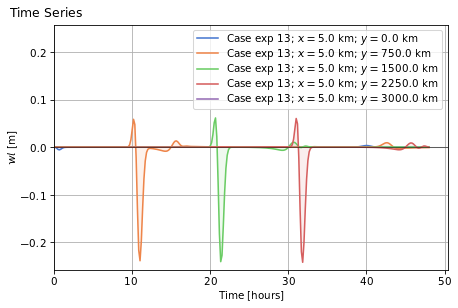 Time Series
wl [m]
0.2
0.1
0.0
−0.1
−0.2
Case exp 13; x = 5.0 km; y = 0.0 km
Case exp 13; x = 5.0 km; y = 750.0 km
Case exp 13; x = 5.0 km; y = 1500.0 km
Case exp 13; x = 5.0 km; y = 2250.0 km
Case exp 13; x = 5.0 km; y = 3000.0 km
0 10 20 30 40 50
Time [hours]